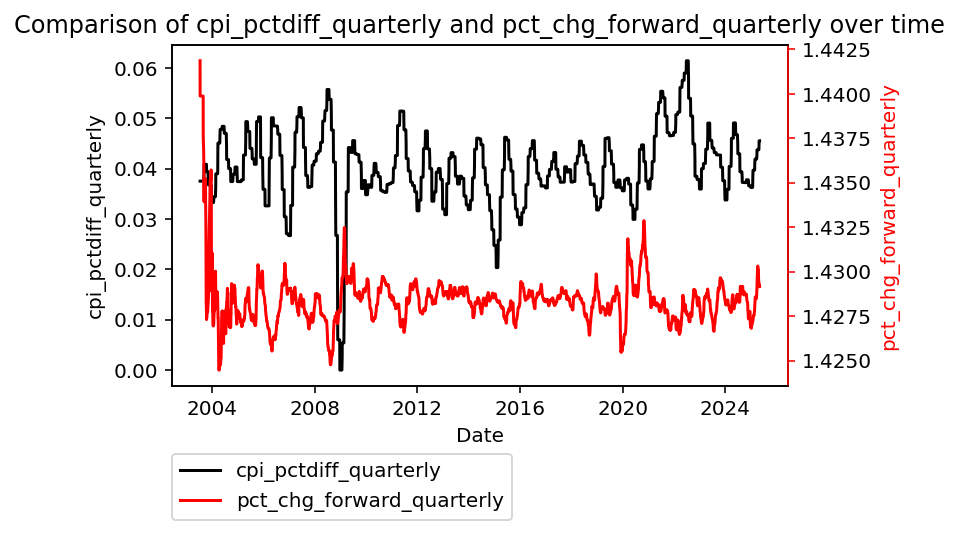 Comparison of cpi_pctdiff_quarterly and pct_chg_forward_quarterly over time
cpi_pctdiff_quarterly
0.06
0.05
0.04
0.03
0.02
0.01
0.00
1.4425
1.4400
1.4375
1.4350
1.4325
1.4300
1.4275
1.4250
pct_chg_forward_quarterly
2004 2008 2012 2016 2020 2024
Date
cpi_pctdiff_quarterly
pct_chg_forward_quarterly